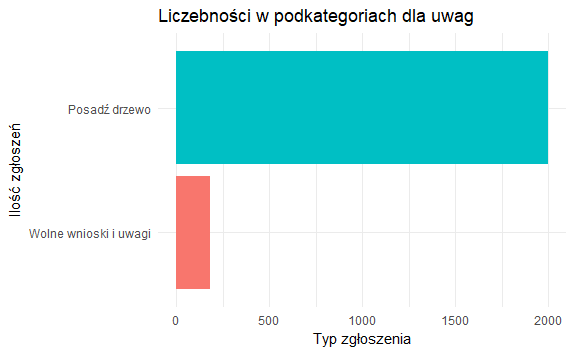 Liczebności w podkategoriach dla uwag
Ilość zgłoszeń
Posadź drzewo
Wolne wnioski i uwagi
0 500 1000 1500 2000
Typ zgłoszenia